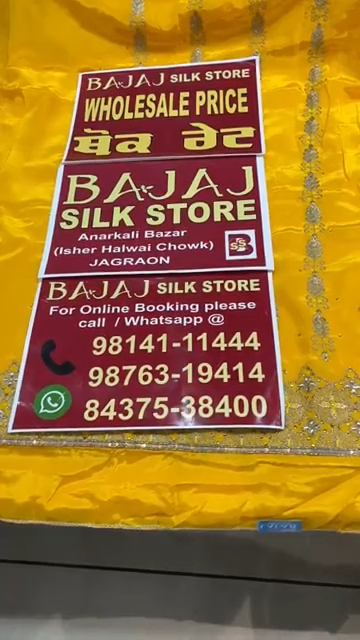 BAJAJ SILK STORE
WHOLESALE PRICE
ਥੋਕ ਰੇਟ
BAJAJ
SILK STORE
Anarkali Bazar
(Isher Halwai Chowk)
JAGRAON
BAJAJ SILK STORE
For Online Booking please
call / Whatsapp @
98141-11444
98763-19414
84375-38400